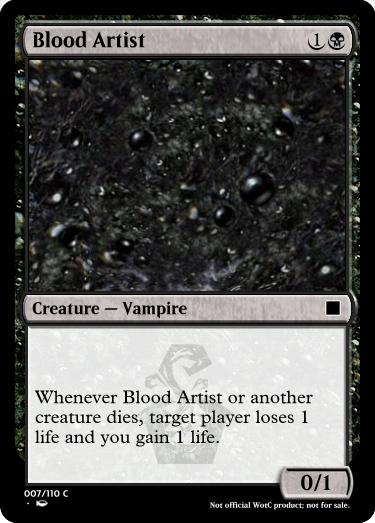 Blood Artist 1
Creature — Vampire
Whenever Blood Artist or another
creature dies, target player loses 1
life and you gain 1 life.
0/1
007/110 C
Not official WotC product; not for sale.